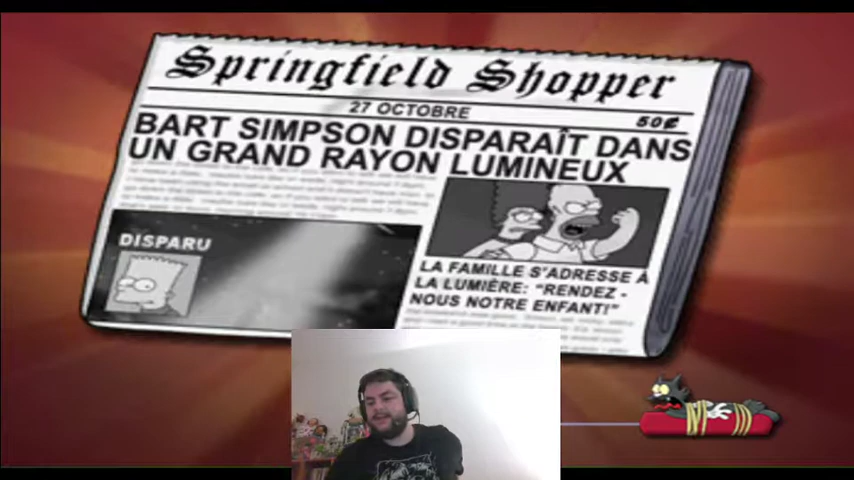 Springfield Shopper
27 OCTOBRE
50¢
BART SIMPSON DISPARAÎT DANS
UN GRAND RAYON LUMINEUX
DISPARU
LA FAMILLE S'ADRESSE À
LA LUMIÈRE: "RENDEZ -
NOUS NOTRE ENFANT!"